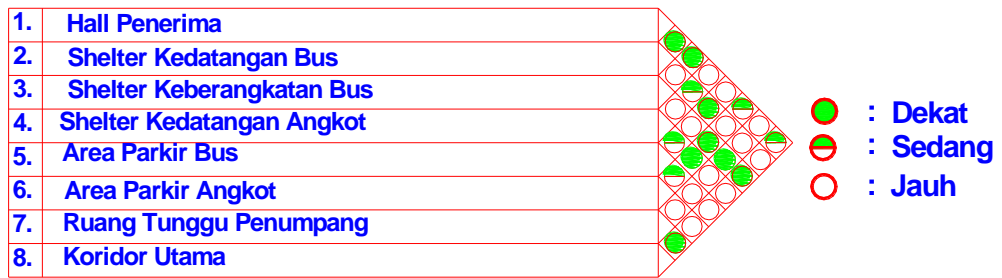 1. Hall Penerima
2. Shelter Kedatangan Bus
3. Shelter Keberangkatan Bus
4. Shelter Kedatangan Angkot
5. Area Parkir Bus
6. Area Parkir Angkot
7. Ruang Tunggu Penumpang
8. Koridor Utama
: Dekat
: Sedang
: Jauh